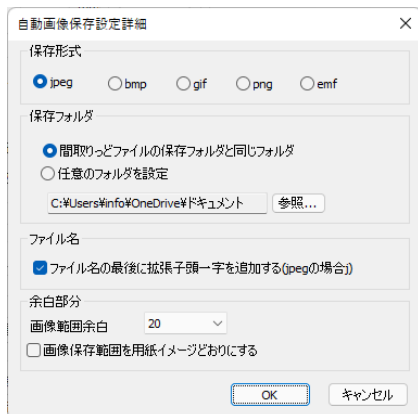 自動画像保存設定詳細
保存形式
jpeg bmp gif png emf
保存フォルダ
間取りっどファイルの保存フォルダと同じフォルダ
任意のフォルダを設定
C:¥Users¥info¥OneDrive¥ドキュメント 参照...
ファイル名
ファイル名の最後に拡張子頭一字を追加する(jpegの場合j)
余白部分
画像範囲余白 20
画像保存範囲を用紙イメージどおりにする
OK キャンセル